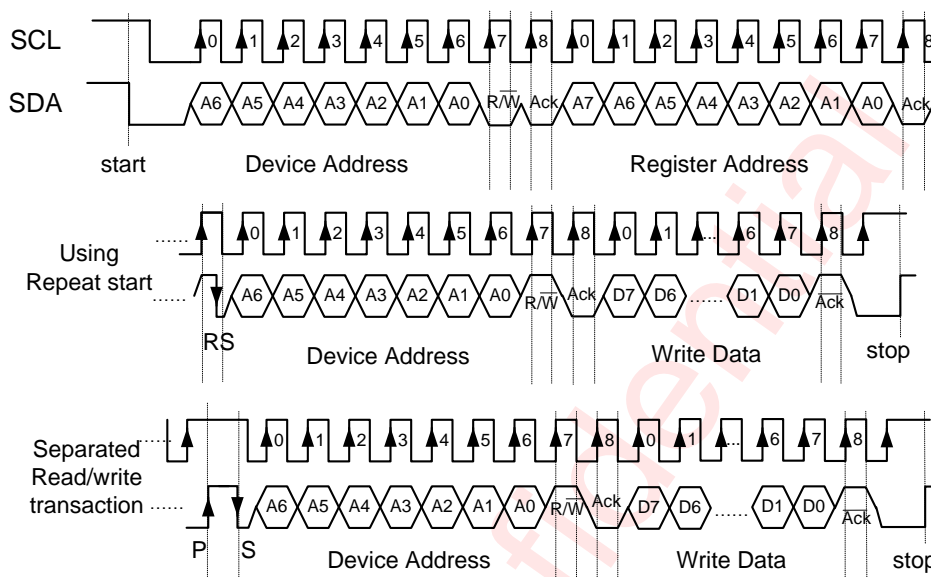 SCL 0 1 2 3 4 5 6 7 8 0 1 2 3 4 5 6 7 8
SDA A6 A5 A4 A3 A2 A1 A0 R/W̅ Ack A7 A6 A5 A4 A3 A2 A1 A0 Ack
start Device Address Register Address
0 1 2 3 4 5 6 7 8 0 1 ... 6 7 8
Using
Repeat start
...... A6 A5 A4 A3 A2 A1 A0 R/W̅ Ack D7 D6 ...... D1 D0 A̅c̅k̅
RS Device Address Write Data stop
...... 0 1 2 3 4 5 6 7 8 0 1 ... 6 7 8
Separated
Read/write
transaction
...... A6 A5 A4 A3 A2 A1 A0 R/W̅ Ack D7 D6 ...... D1 D0 A̅c̅k̅
P S Device Address Write Data stop
fidential